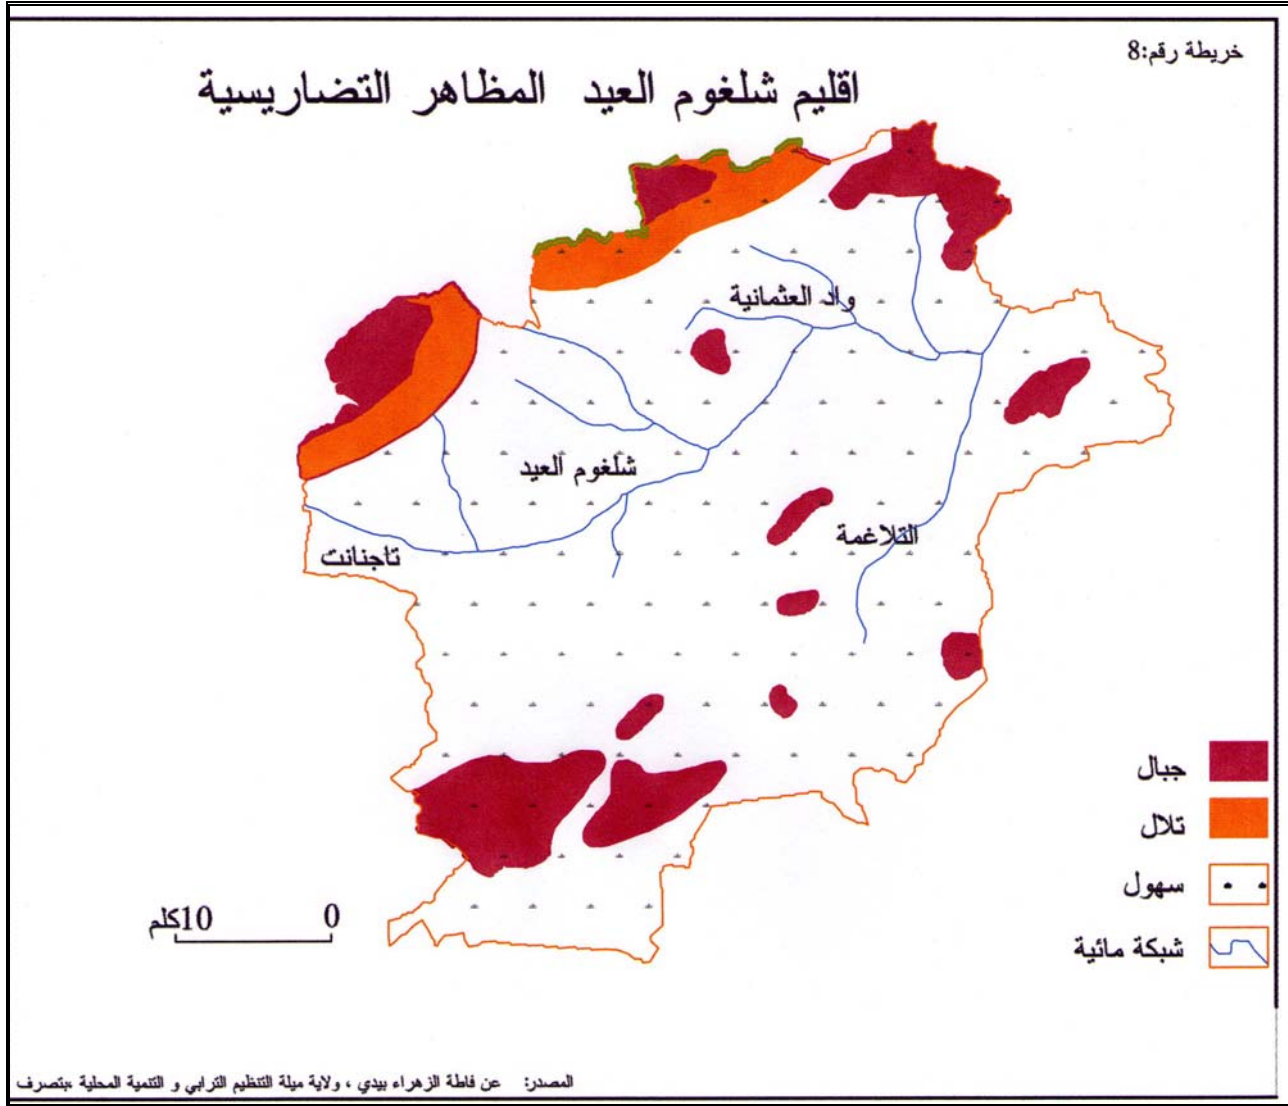 خريطة رقم:8
اقليم شلغوم العيد المظاهر التضاريسية
واد العثمانية
شلغوم العيد
التلاغمة
تاجنانت
جبال
تلال
سهول
شبكة مائية
10كلم 0
المصدر: عن فاطة الزهراء بيدي ، ولاية ميلة التنظيم الترابي و التنمية المحلية ،بتصرف